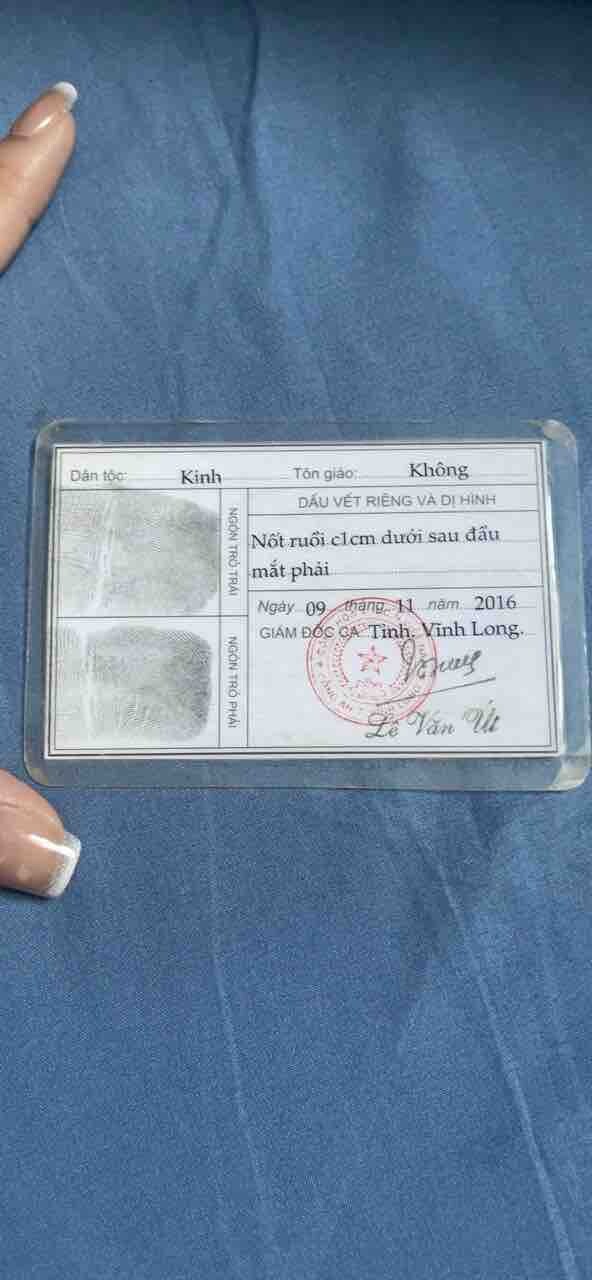 Dân tộc: Kinh Tôn giáo: Không
NGÓN TRỎ TRÁI
DẤU VẾT RIÊNG VÀ DỊ HÌNH
Nốt ruồi c1cm dưới sau đầu
mắt phải
NGÓN TRỎ PHẢI
Ngày 09 tháng 11 năm 2016
GIÁM ĐỐC CA Tỉnh. Vĩnh Long.
Lê Văn Út